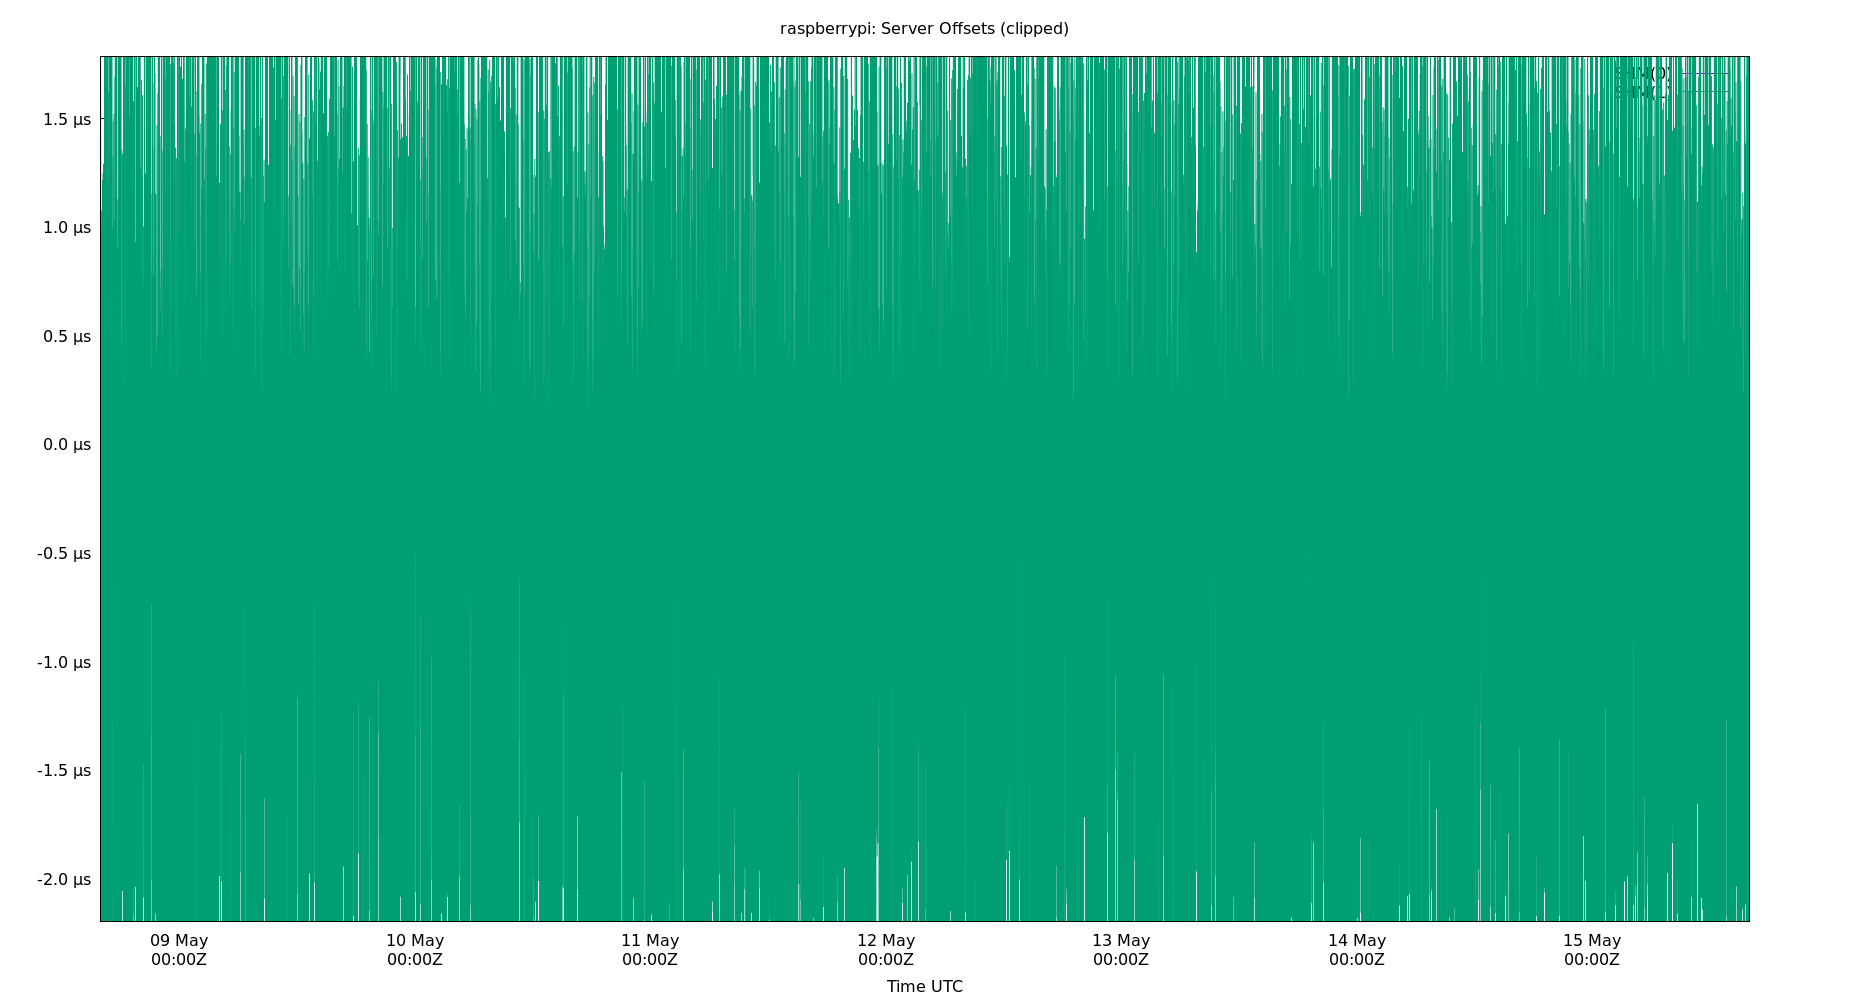 raspberrypi: Server Offsets (clipped)
SHM(0)
1.5 µs
1.0 µs
0.5 µs
0.0 µs
-0.5 µs
-1.0 µs
-1.5 µs
-2.0 µs
09 May
00:00Z
10 May
00:00Z
11 May
00:00Z
12 May
00:00Z
13 May
00:00Z
14 May
00:00Z
15 May
00:00Z
Time UTC